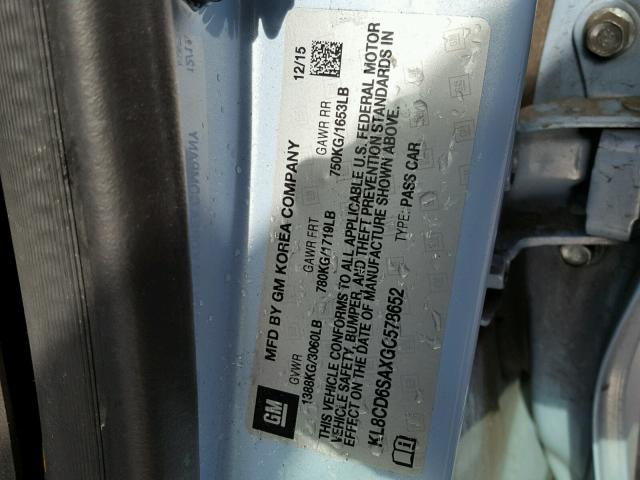 GM
MFD BY GM KOREA COMPANY 12/15
GVWR GAWR FRT GAWR RR
1388KG/3060LB 780KG/1719LB 750KG/1653LB
THIS VEHICLE CONFORMS TO ALL APPLICABLE U.S. FEDERAL MOTOR
VEHICLE SAFETY, BUMPER, AND THEFT PREVENTION STANDARDS IN
EFFECT ON THE DATE OF MANUFACTURE SHOWN ABOVE.
KL8CD6SAXGC579652 TYPE: PASS CAR